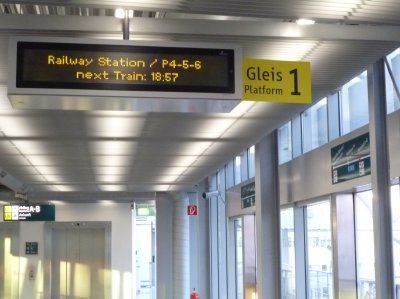 Railway Station / P4-5-6
next Train: 18:57
Gleis
Platform
1
A-B